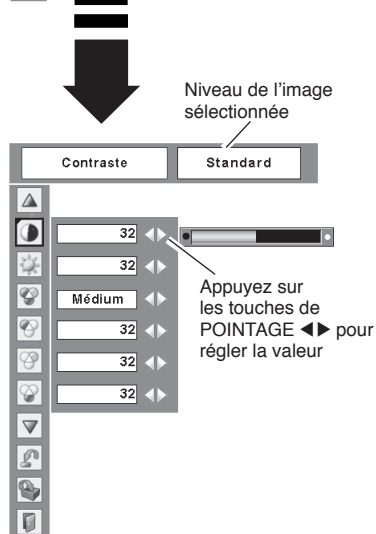 Niveau de l'image
sélectionnée
Contraste Standard
32
32
Appuyez sur
les touches de
POINTAGE ◀▶ pour
régler la valeur
Médium
32
32
32